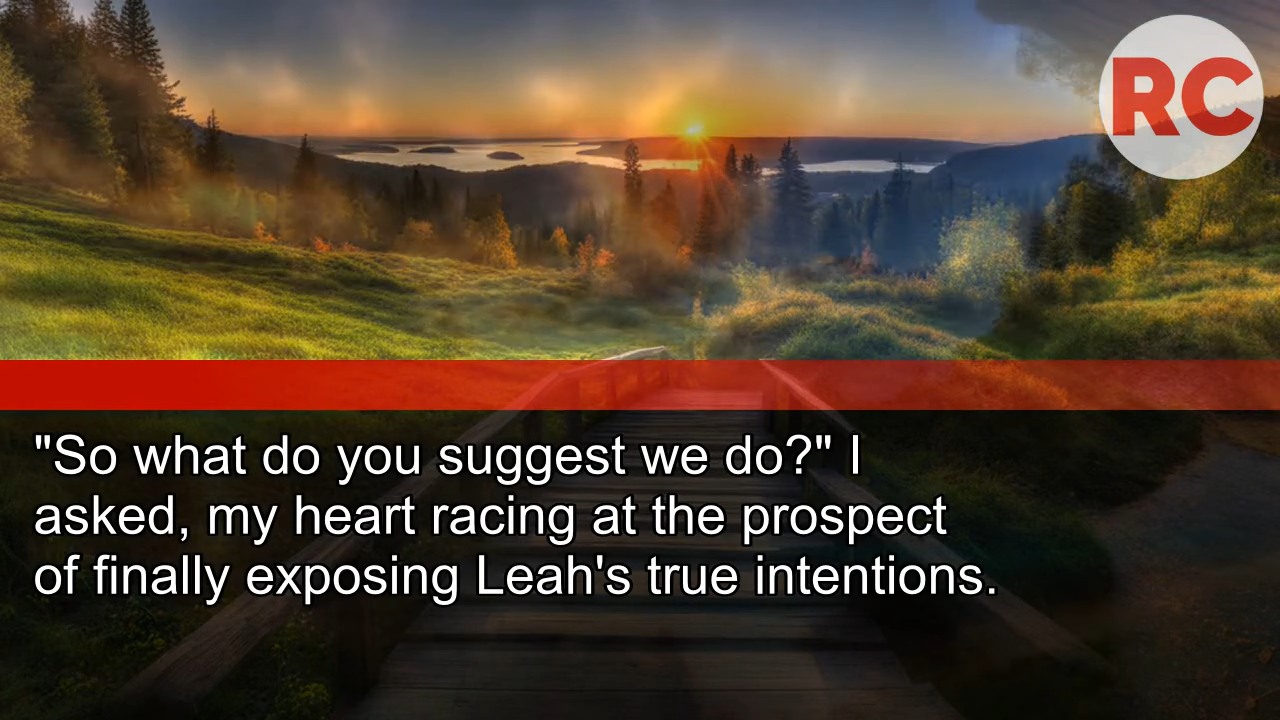 RC
"So what do you suggest we do?" I
asked, my heart racing at the prospect
of finally exposing Leah's true intentions.